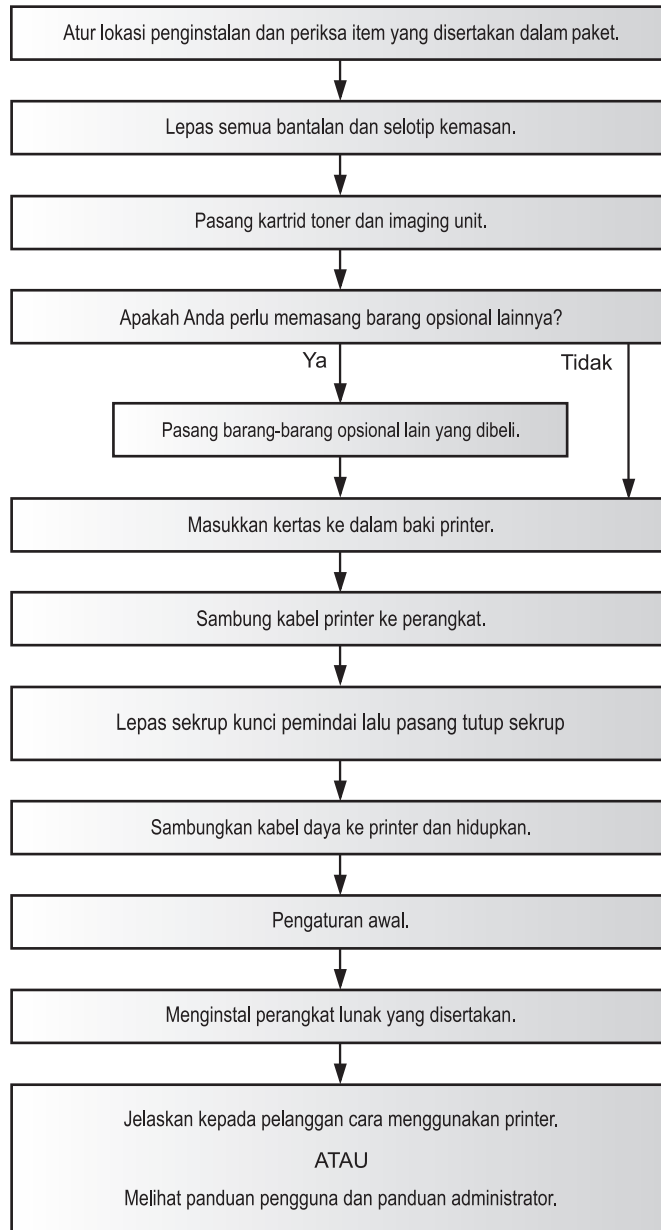 Atur lokasi penginstalan dan periksa item yang disertakan dalam paket.
Lepas semua bantalan dan selotip kemasan.
Pasang kartrid toner dan imaging unit.
Apakah Anda perlu memasang barang opsional lainnya?
Ya
Tidak
Pasang barang-barang opsional lain yang dibeli.
Masukkan kertas ke dalam baki printer.
Sambung kabel printer ke perangkat.
Lepas sekrup kunci pemindai lalu pasang tutup sekrup
Sambungkan kabel daya ke printer dan hidupkan.
Pengaturan awal.
Menginstal perangkat lunak yang disertakan.
Jelaskan kepada pelanggan cara menggunakan printer.
ATAU
Melihat panduan pengguna dan panduan administrator.